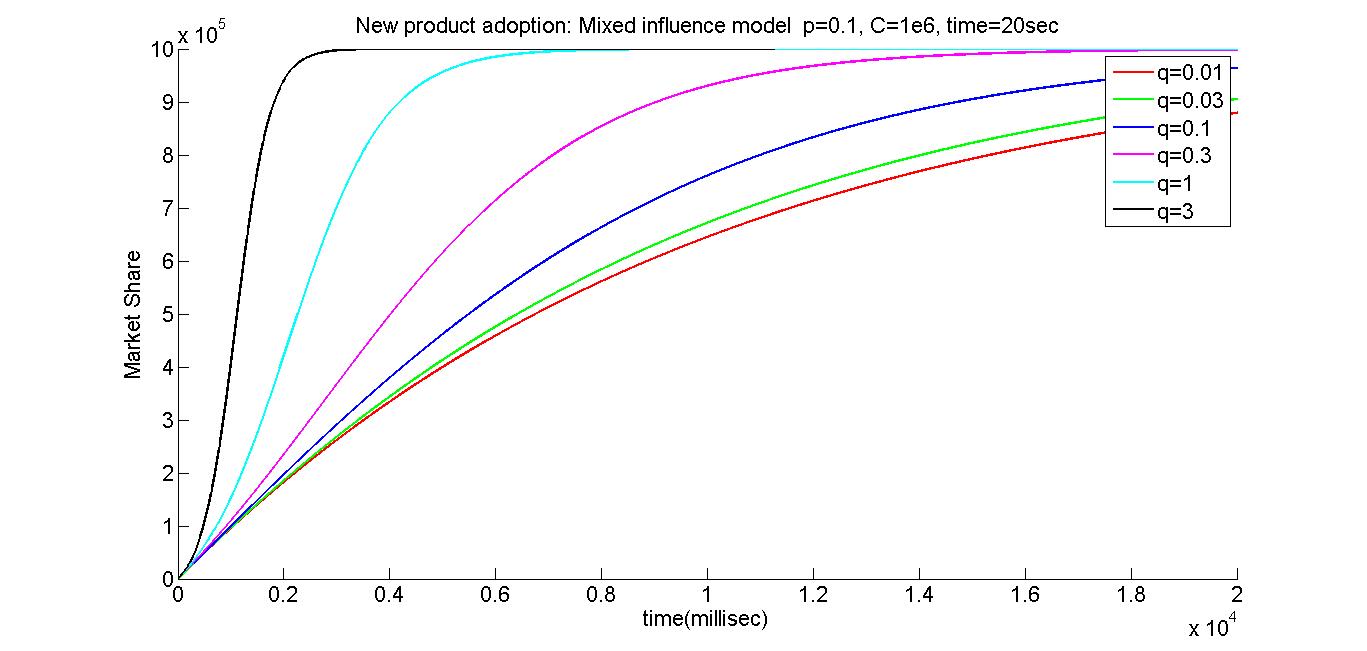 New product adoption: Mixed influence model p=0.1, C=1e6, time=20sec
x 10^5
10
9
8
7
6
5
4
3
2
1
0
Market Share
q=0.01
q=0.03
q=0.1
q=0.3
q=1
q=3
0 0.2 0.4 0.6 0.8 1 1.2 1.4 1.6 1.8 2
time(millisec)
x 10^4